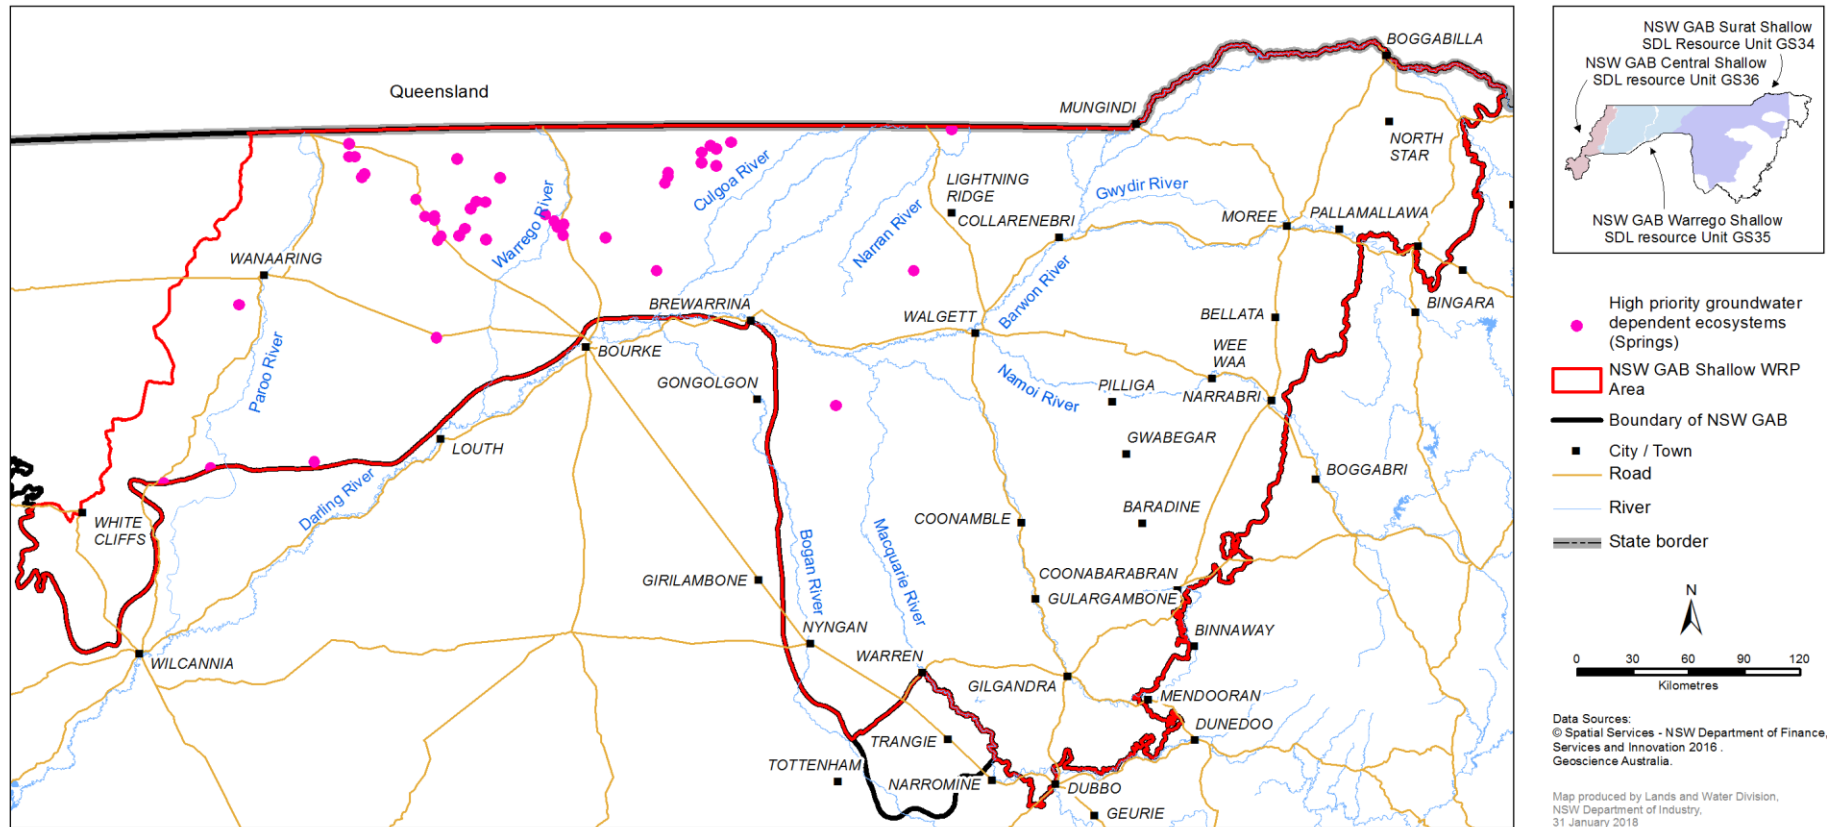 Queensland
BOGGABILLA
MUNGINDI
NORTH
STAR
Culgoa River
LIGHTNING
RIDGE
Gwydir River
COLLARENEBRI
MOREE
PALLAMALLAWA
Warrego River
Narran River
WANAARING
BREWARRINA
WALGETT
Barwon River
BELLATA
BINGARA
Paroo River
BOURKE
WEE
WAA
GONGOLGON
Namoi River
PILLIGA
NARRABRI
LOUTH
GWABEGAR
BOGGABRI
Darling River
WHITE
CLIFFS
COONAMBLE
BARADINE
Bogan River
Macquarie River
GIRILAMBONE
COONABARABRAN
GULARGAMBONE
NYNGAN
BINNAWAY
WILCANNIA
WARREN
GILGANDRA
MENDOORAN
DUNEDOO
TRANGIE
TOTTENHAM
NARROMINE
DUBBO
GEURIE
NSW GAB Surat Shallow
SDL Resource Unit GS34
NSW GAB Central Shallow
SDL resource Unit GS36
NSW GAB Warrego Shallow
SDL resource Unit GS35
High priority groundwater
dependent ecosystems
(Springs)
NSW GAB Shallow WRP
Area
Boundary of NSW GAB
City / Town
Road
River
State border
N
0 30 60 90 120
Kilometres
Data Sources:
© Spatial Services - NSW Department of Finance,
Services and Innovation 2016 .
Geoscience Australia.
Map produced by Lands and Water Division,
NSW Department of Industry,
31 January 2018